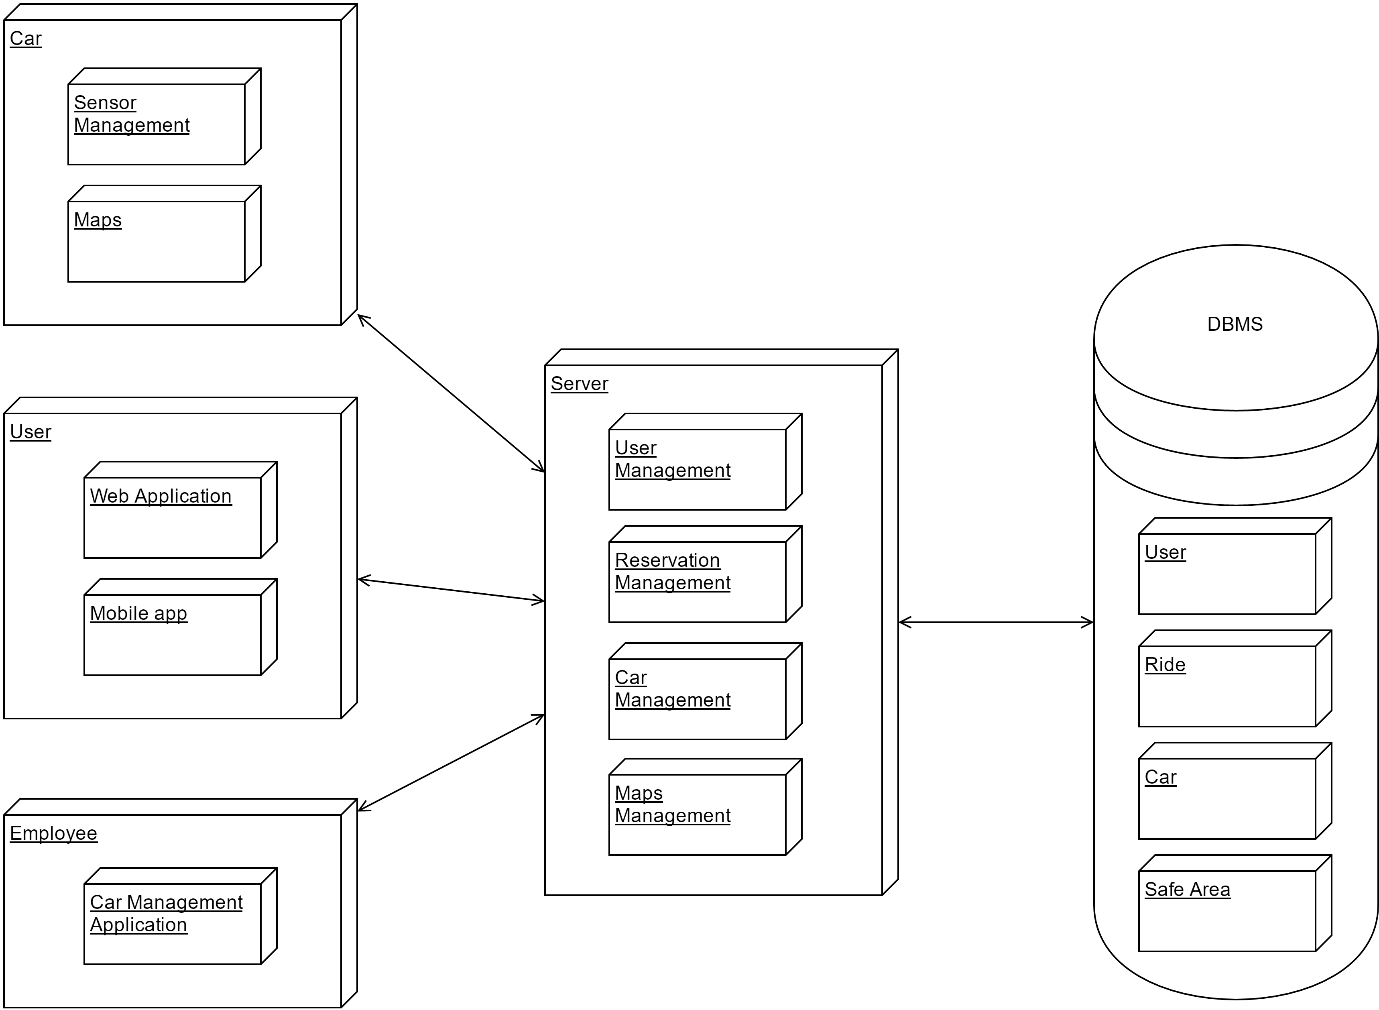 Car
Sensor
Management
Maps
User
Web Application
Mobile app
Employee
Car Management
Application
Server
User
Management
Reservation
Management
Car
Management
Maps
Management
DBMS
User
Ride
Car
Safe Area